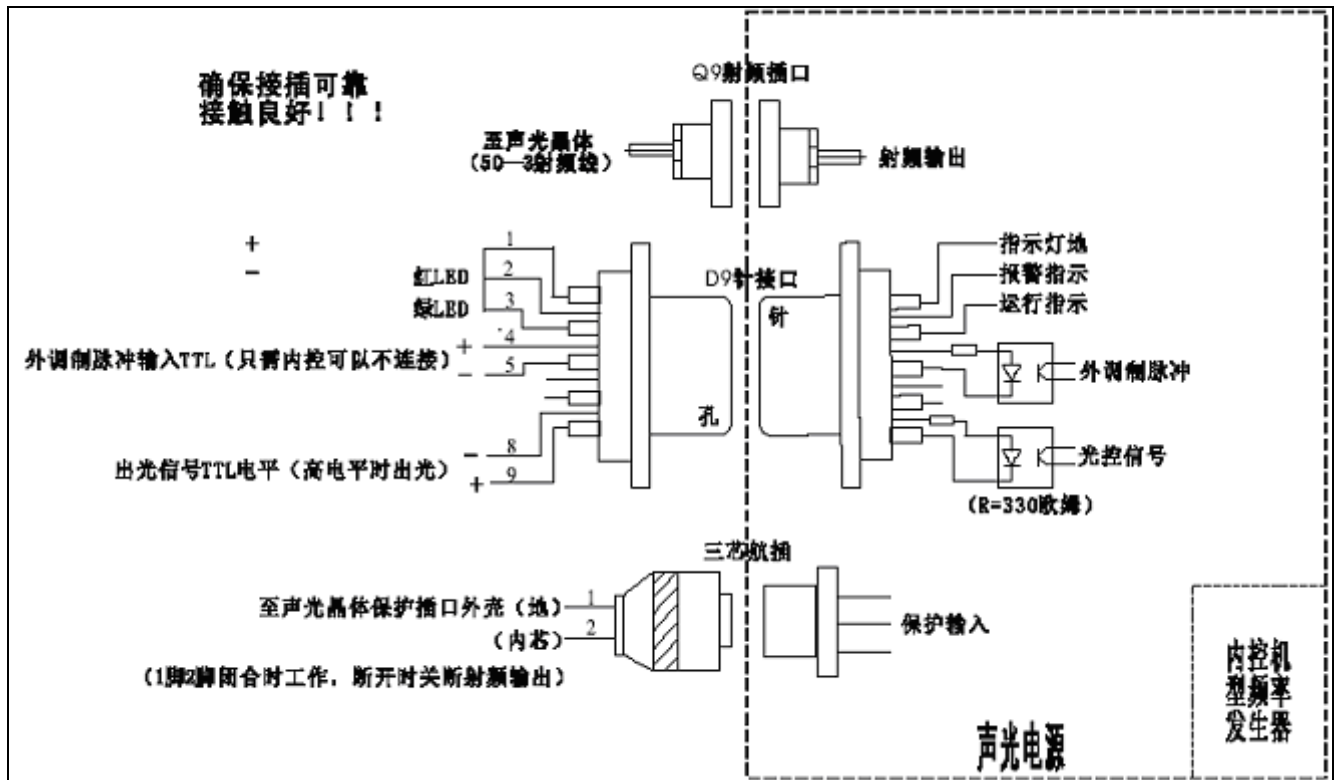 确保接插可靠
接触良好！！！
Q9射频插口
至声光晶体
（50—3射频线）
射频输出
+
−
1
2
3
虹LED
绿LED
D9针接口
针
孔
指示灯地
报警指示
运行指示
外调制脉冲输入TTL（只需内控可以不连接）
+
−
4
5
外调制脉冲
出光信号TTL电平（高电平时出光）
−
+
8
9
光控信号
（R=330欧姆）
三芯航插
至声光晶体保护插口外壳（地）
1
（内芯）
2
（1脚2脚闭合时工作，断开时关断射频输出）
保护输入
声光电源
内控机
型频率
发生器